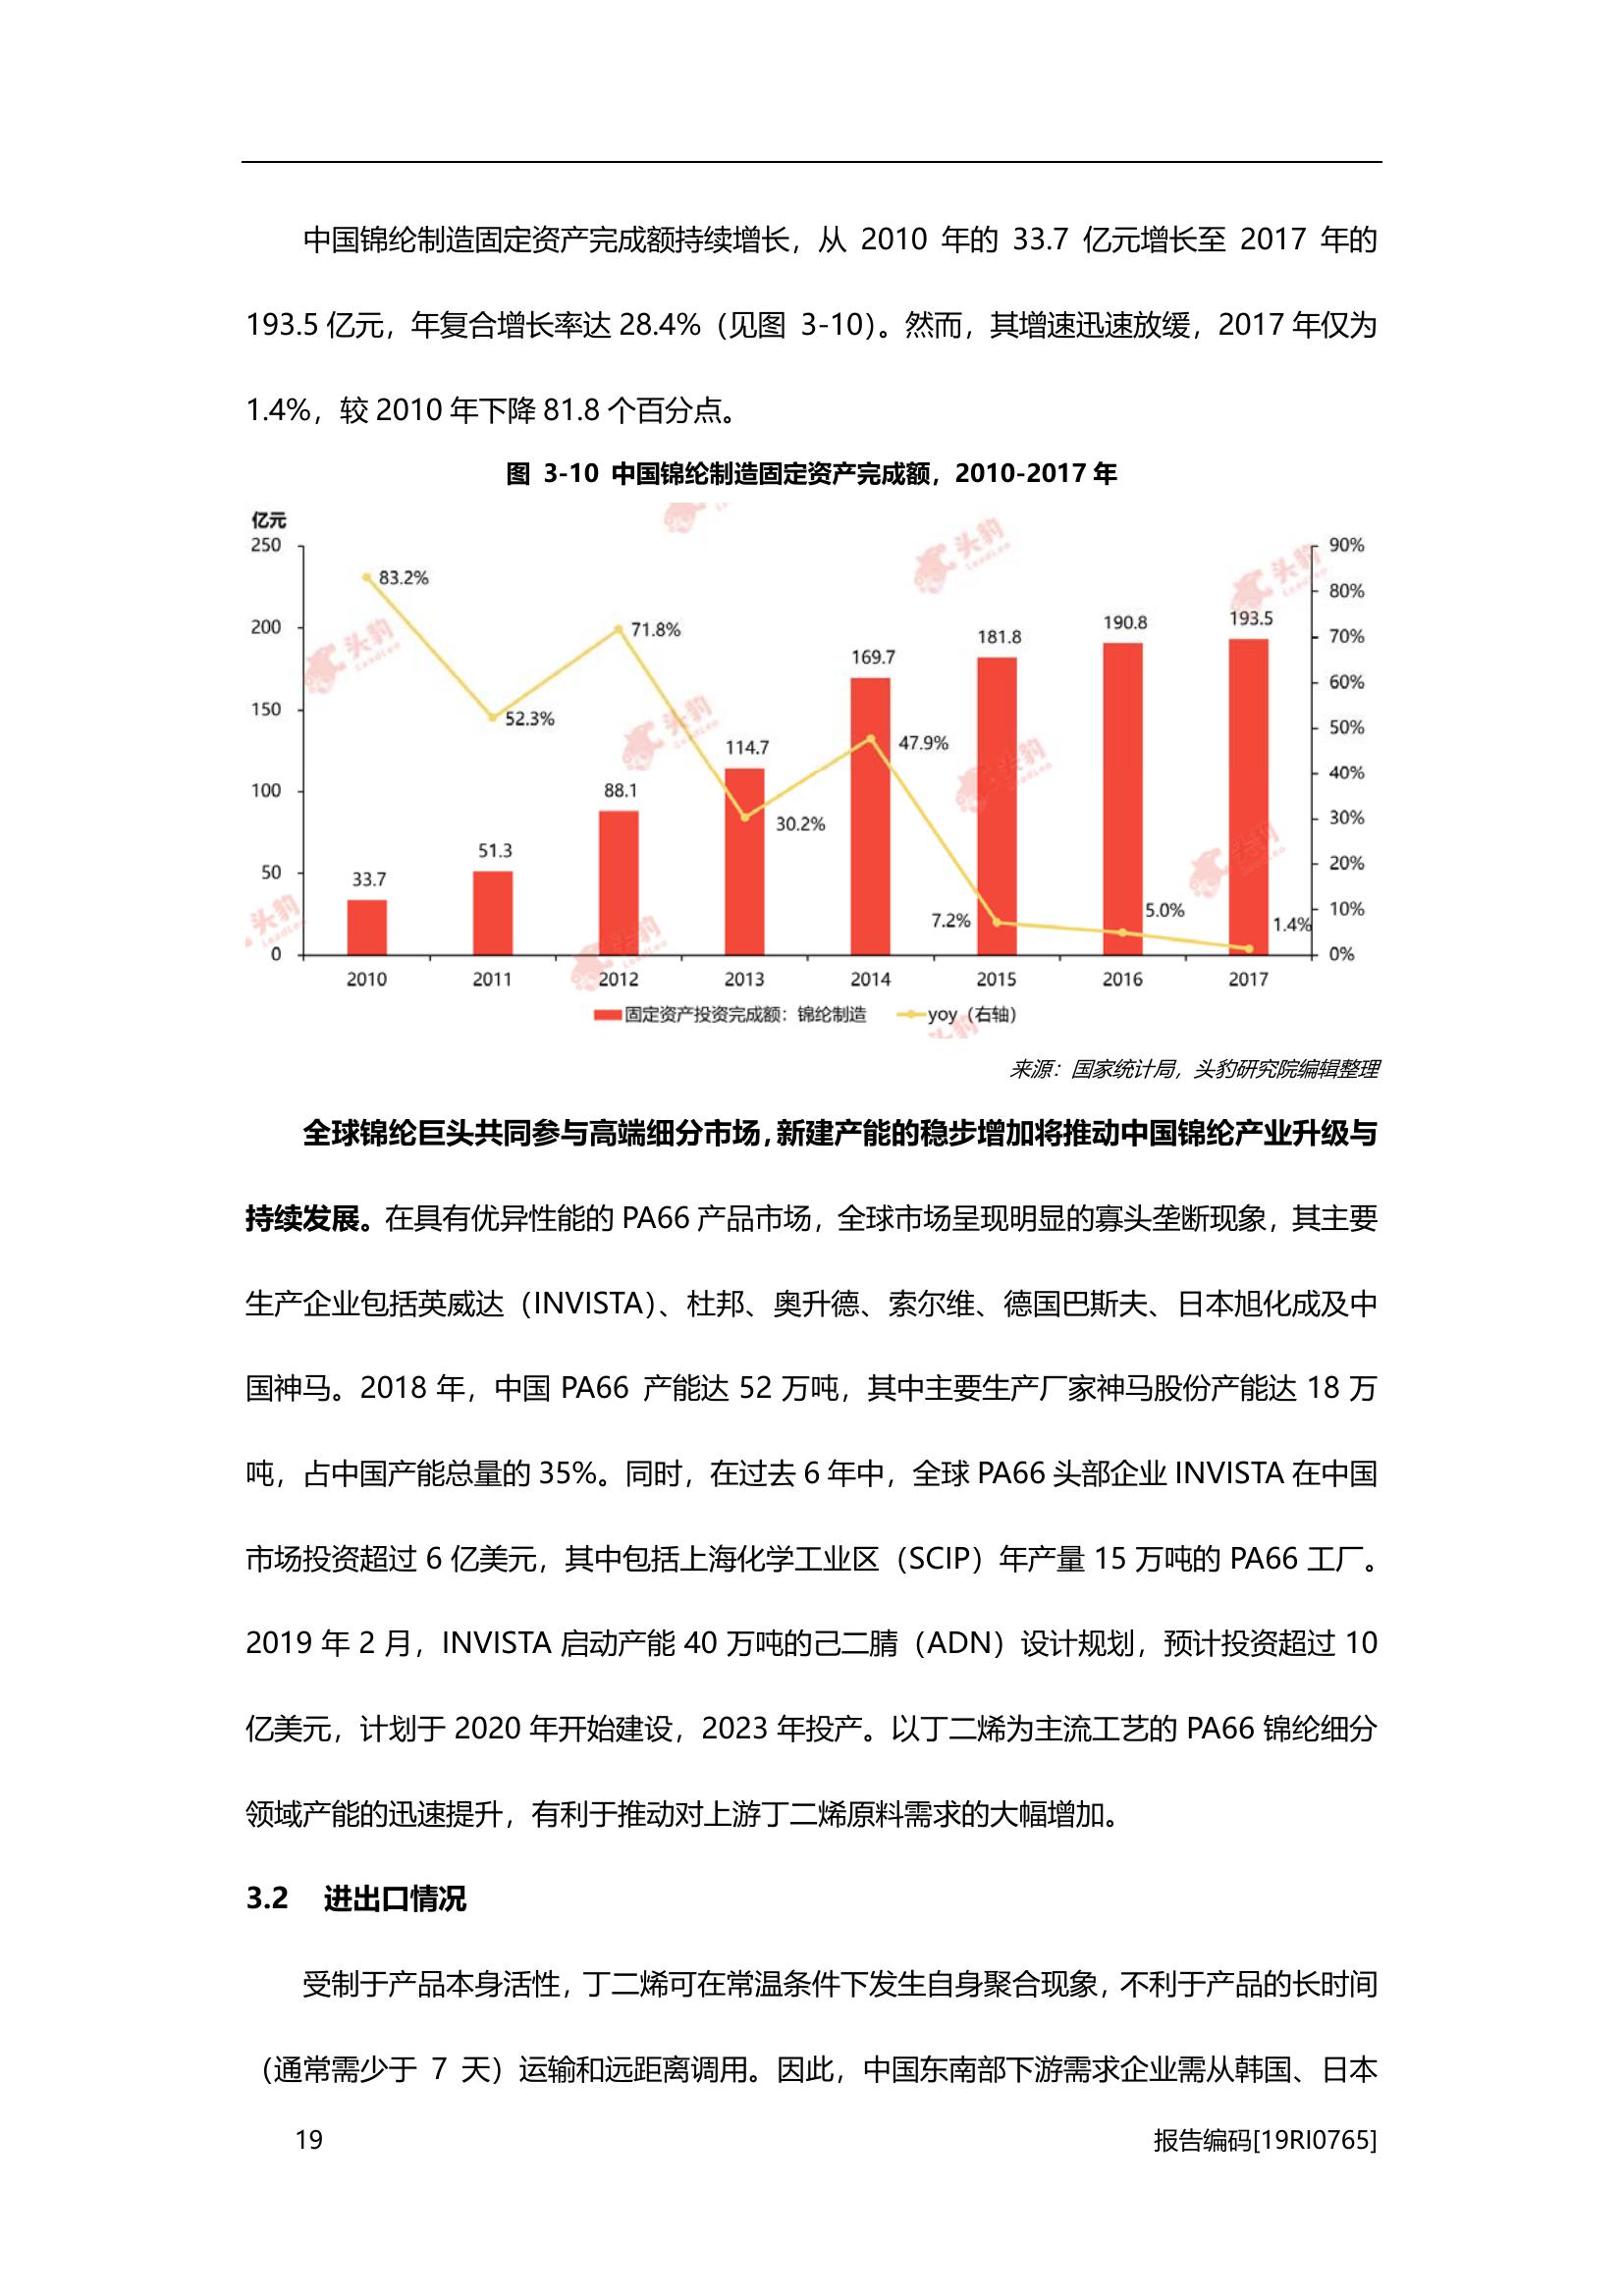 中国锦纶制造固定资产完成额持续增长，从 2010 年的 33.7 亿元增长至 2017 年的
193.5 亿元，年复合增长率达 28.4%（见图 3-10）。然而，其增速迅速放缓，2017 年仅为
1.4%，较 2010 年下降 81.8 个百分点。
图 3-10 中国锦纶制造固定资产完成额，2010-2017 年
亿元
250
200
150
100
50
0
90%
80%
70%
60%
50%
40%
30%
20%
10%
0%
83.2%
52.3%
71.8%
30.2%
47.9%
7.2%
5.0%
1.4%
33.7
51.3
88.1
114.7
169.7
181.8
190.8
193.5
2010 2011 2012 2013 2014 2015 2016 2017
固定资产投资完成额：锦纶制造 yoy（右轴）
头豹
LeadLeo
来源：国家统计局，头豹研究院编辑整理
全球锦纶巨头共同参与高端细分市场，新建产能的稳步增加将推动中国锦纶产业升级与
持续发展。在具有优异性能的 PA66 产品市场，全球市场呈现明显的寡头垄断现象，其主要
生产企业包括英威达（INVISTA）、杜邦、奥升德、索尔维、德国巴斯夫、日本旭化成及中
国神马。2018 年，中国 PA66 产能达 52 万吨，其中主要生产厂家神马股份产能达 18 万
吨，占中国产能总量的 35%。同时，在过去 6 年中，全球 PA66 头部企业 INVISTA 在中国
市场投资超过 6 亿美元，其中包括上海化学工业区（SCIP）年产量 15 万吨的 PA66 工厂。
2019 年 2 月，INVISTA 启动产能 40 万吨的己二腈（ADN）设计规划，预计投资超过 10
亿美元，计划于 2020 年开始建设，2023 年投产。以丁二烯为主流工艺的 PA66 锦纶细分
领域产能的迅速提升，有利于推动对上游丁二烯原料需求的大幅增加。
3.2 进出口情况
受制于产品本身活性，丁二烯可在常温条件下发生自身聚合现象，不利于产品的长时间
（通常需少于 7 天）运输和远距离调用。因此，中国东南部下游需求企业需从韩国、日本
19 报告编码[19RI0765]